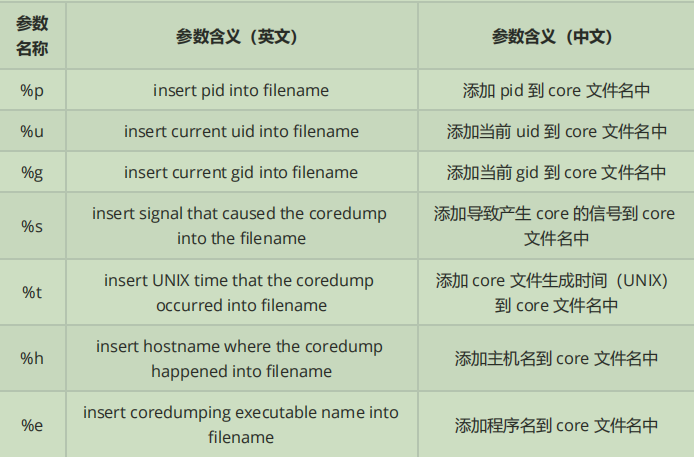 参数
名称
参数含义（英文）
参数含义（中文）
%p
insert pid into filename
添加 pid 到 core 文件名中
%u
insert current uid into filename
添加当前 uid 到 core 文件名中
%g
insert current gid into filename
添加当前 gid 到 core 文件名中
%s
insert signal that caused the coredump
into the filename
添加导致产生 core 的信号到 core
文件名中
%t
insert UNIX time that the coredump
occurred into filename
添加 core 文件生成时间（UNIX）
到 core 文件名中
%h
insert hostname where the coredump
happened into filename
添加主机名到 core 文件名中
%e
insert coredumping executable name into
filename
添加程序名到 core 文件名中